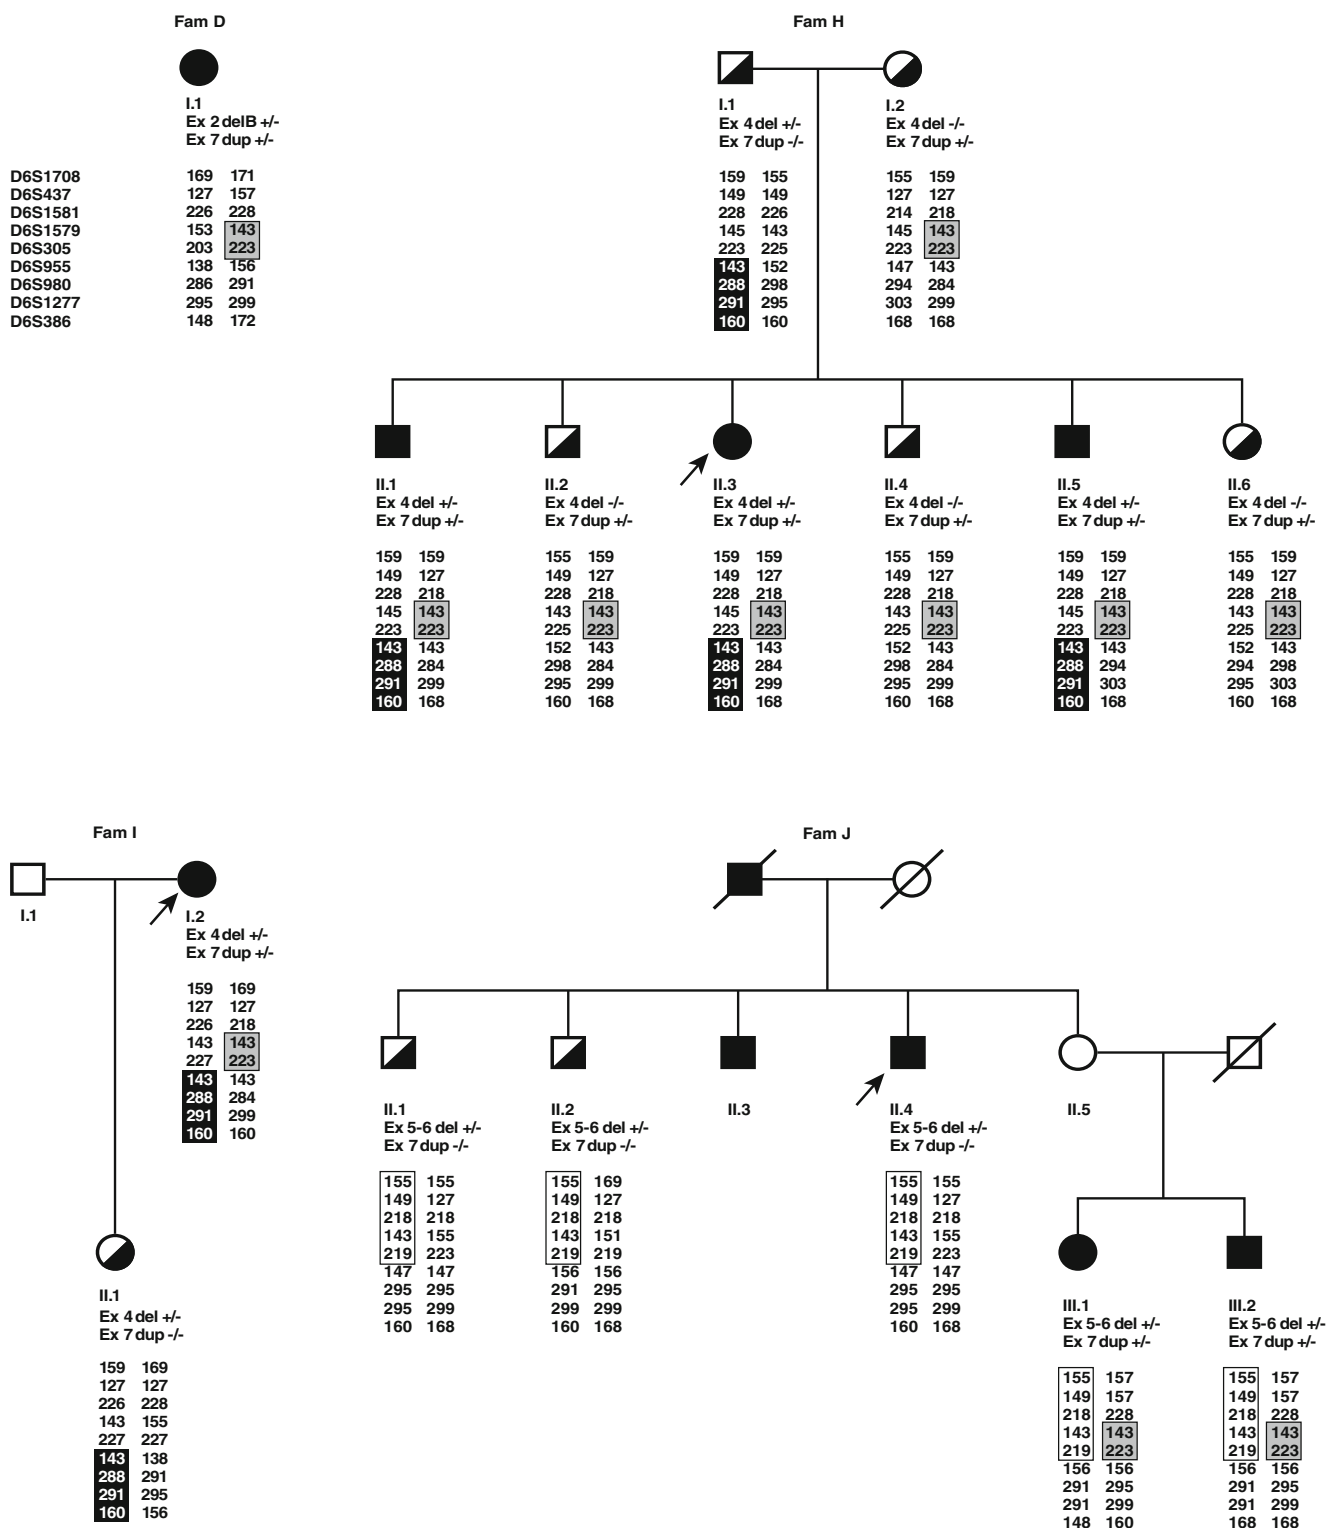 Fam D
I.1
Ex 2 delB +/-
Ex 7 dup +/-
D6S1708 169 171
D6S437 127 157
D6S1581 226 228
D6S1579 153 143
D6S305 203 223
D6S955 138 156
D6S980 286 291
D6S1277 295 299
D6S386 148 172
Fam H
I.1
Ex 4 del +/-
Ex 7 dup -/-
159 155
149 149
228 226
145 143
223 225
143 152
288 298
291 295
160 160
I.2
Ex 4 del -/-
Ex 7 dup +/-
155 159
127 127
214 218
145 143
223 223
147 143
294 284
303 299
168 168
II.1
Ex 4 del +/-
Ex 7 dup +/-
159 159
149 127
228 218
145 143
223 223
143 143
288 284
291 299
160 168
II.2
Ex 4 del -/-
Ex 7 dup +/-
155 159
149 127
228 218
143 143
225 223
152 143
298 284
295 299
160 168
II.3
Ex 4 del +/-
Ex 7 dup +/-
159 159
149 127
228 218
145 143
223 223
143 143
288 284
291 299
160 168
II.4
Ex 4 del -/-
Ex 7 dup +/-
155 159
149 127
228 218
143 143
225 223
152 143
298 284
295 299
160 168
II.5
Ex 4 del +/-
Ex 7 dup +/-
159 159
149 127
228 218
145 143
223 223
143 143
288 294
291 303
160 168
II.6
Ex 4 del -/-
Ex 7 dup +/-
155 159
149 127
228 218
143 143
225 223
152 143
294 298
295 303
160 168
Fam I
I.1
I.2
Ex 4 del +/-
Ex 7 dup +/-
159 169
127 127
226 218
143 143
227 223
143 143
288 284
291 299
160 160
II.1
Ex 4 del +/-
Ex 7 dup -/-
159 169
127 127
226 228
143 155
227 227
143 138
288 291
291 295
160 156
Fam J
II.1
Ex 5-6 del +/-
Ex 7 dup -/-
155 155
149 127
218 218
143 155
219 223
147 147
295 295
295 299
160 168
II.2
Ex 5-6 del +/-
Ex 7 dup -/-
155 169
149 127
218 218
143 151
219 219
156 156
291 295
299 299
160 168
II.3
II.4
Ex 5-6 del +/-
Ex 7 dup -/-
155 155
149 127
218 218
143 155
219 223
147 147
295 295
295 299
160 168
II.5
III.1
Ex 5-6 del +/-
Ex 7 dup +/-
155 157
149 157
218 228
143 143
219 223
156 156
291 295
291 299
148 160
III.2
Ex 5-6 del +/-
Ex 7 dup +/-
155 157
149 157
218 228
143 143
219 223
156 156
291 295
291 299
168 168